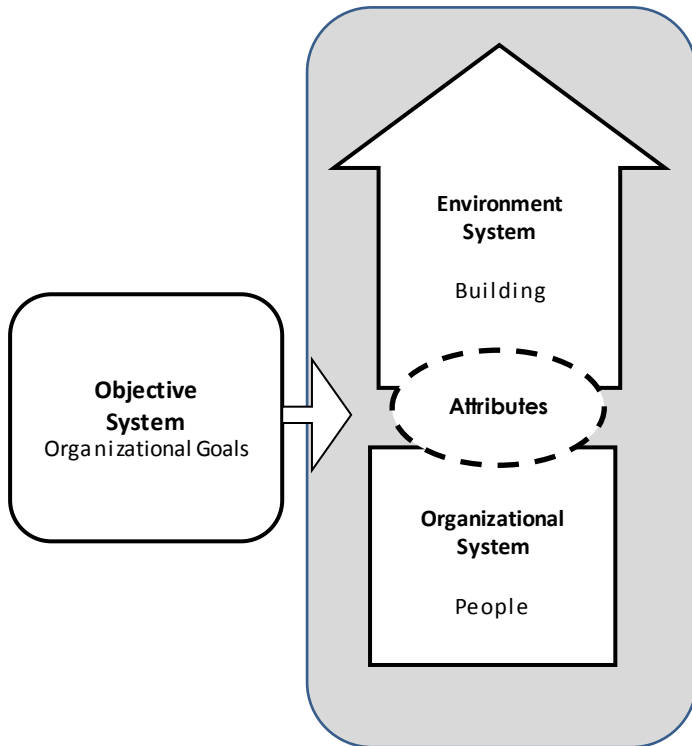 Objective
System
Organizational Goals
Environment
System
Building
Attributes
Organizational
System
People